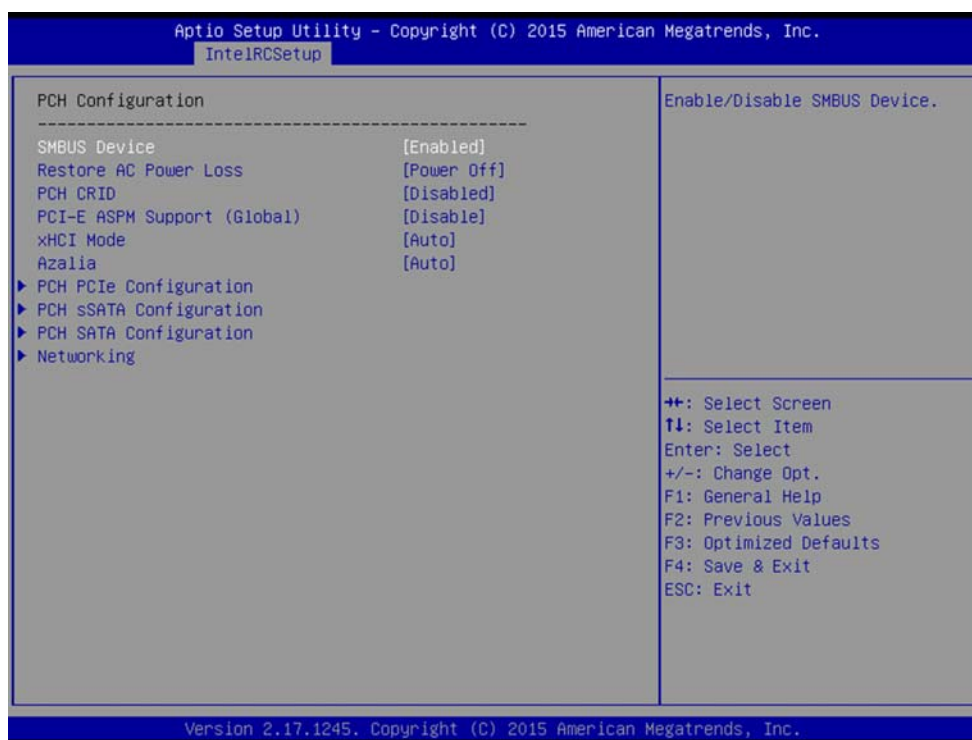 Aptio Setup Utility – Copyright (C) 2015 American Megatrends, Inc.
IntelRCSetup
PCH Configuration
--------------------------------------------------
SMBUS Device [Enabled]
Restore AC Power Loss [Power Off]
PCH CRID [Disabled]
PCI-E ASPM Support (Global) [Disable]
xHCI Mode [Auto]
Azalia [Auto]
PCH PCIe Configuration
PCH sSATA Configuration
PCH SATA Configuration
Networking
Enable/Disable SMBUS Device.
→←: Select Screen
↑↓: Select Item
Enter: Select
+/-: Change Opt.
F1: General Help
F2: Previous Values
F3: Optimized Defaults
F4: Save & Exit
ESC: Exit
Version 2.17.1245. Copyright (C) 2015 American Megatrends, Inc.